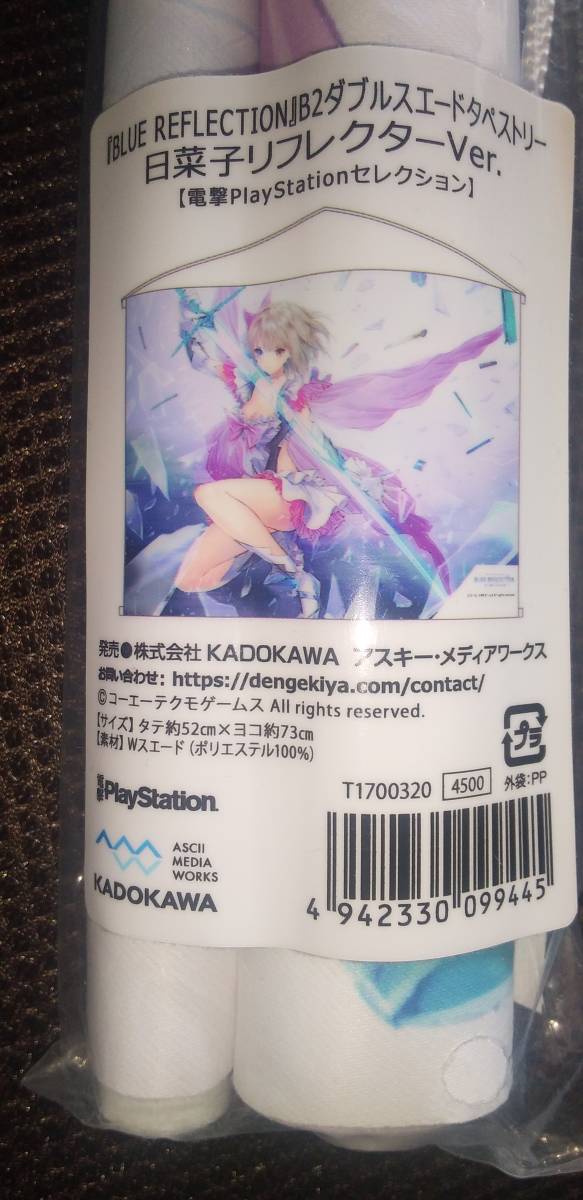 『BLUE REFLECTION』B2ダブルスエードタペストリー
日菜子リフレクターVer.
【電撃PlayStationセレクション】
発売●株式会社 KADOKAWA アスキー・メディアワークス
お問い合わせ: https://dengekiya.com/contact/
©コーエーテクモゲームス All rights reserved.
【サイズ】タテ約52cm×ヨコ約73cm
【素材】Wスエード（ポリエステル100%）
プラ
外袋:PP
T1700320 4500
電撃PlayStation
ASCII
MEDIA
WORKS
KADOKAWA
4 942330 099445